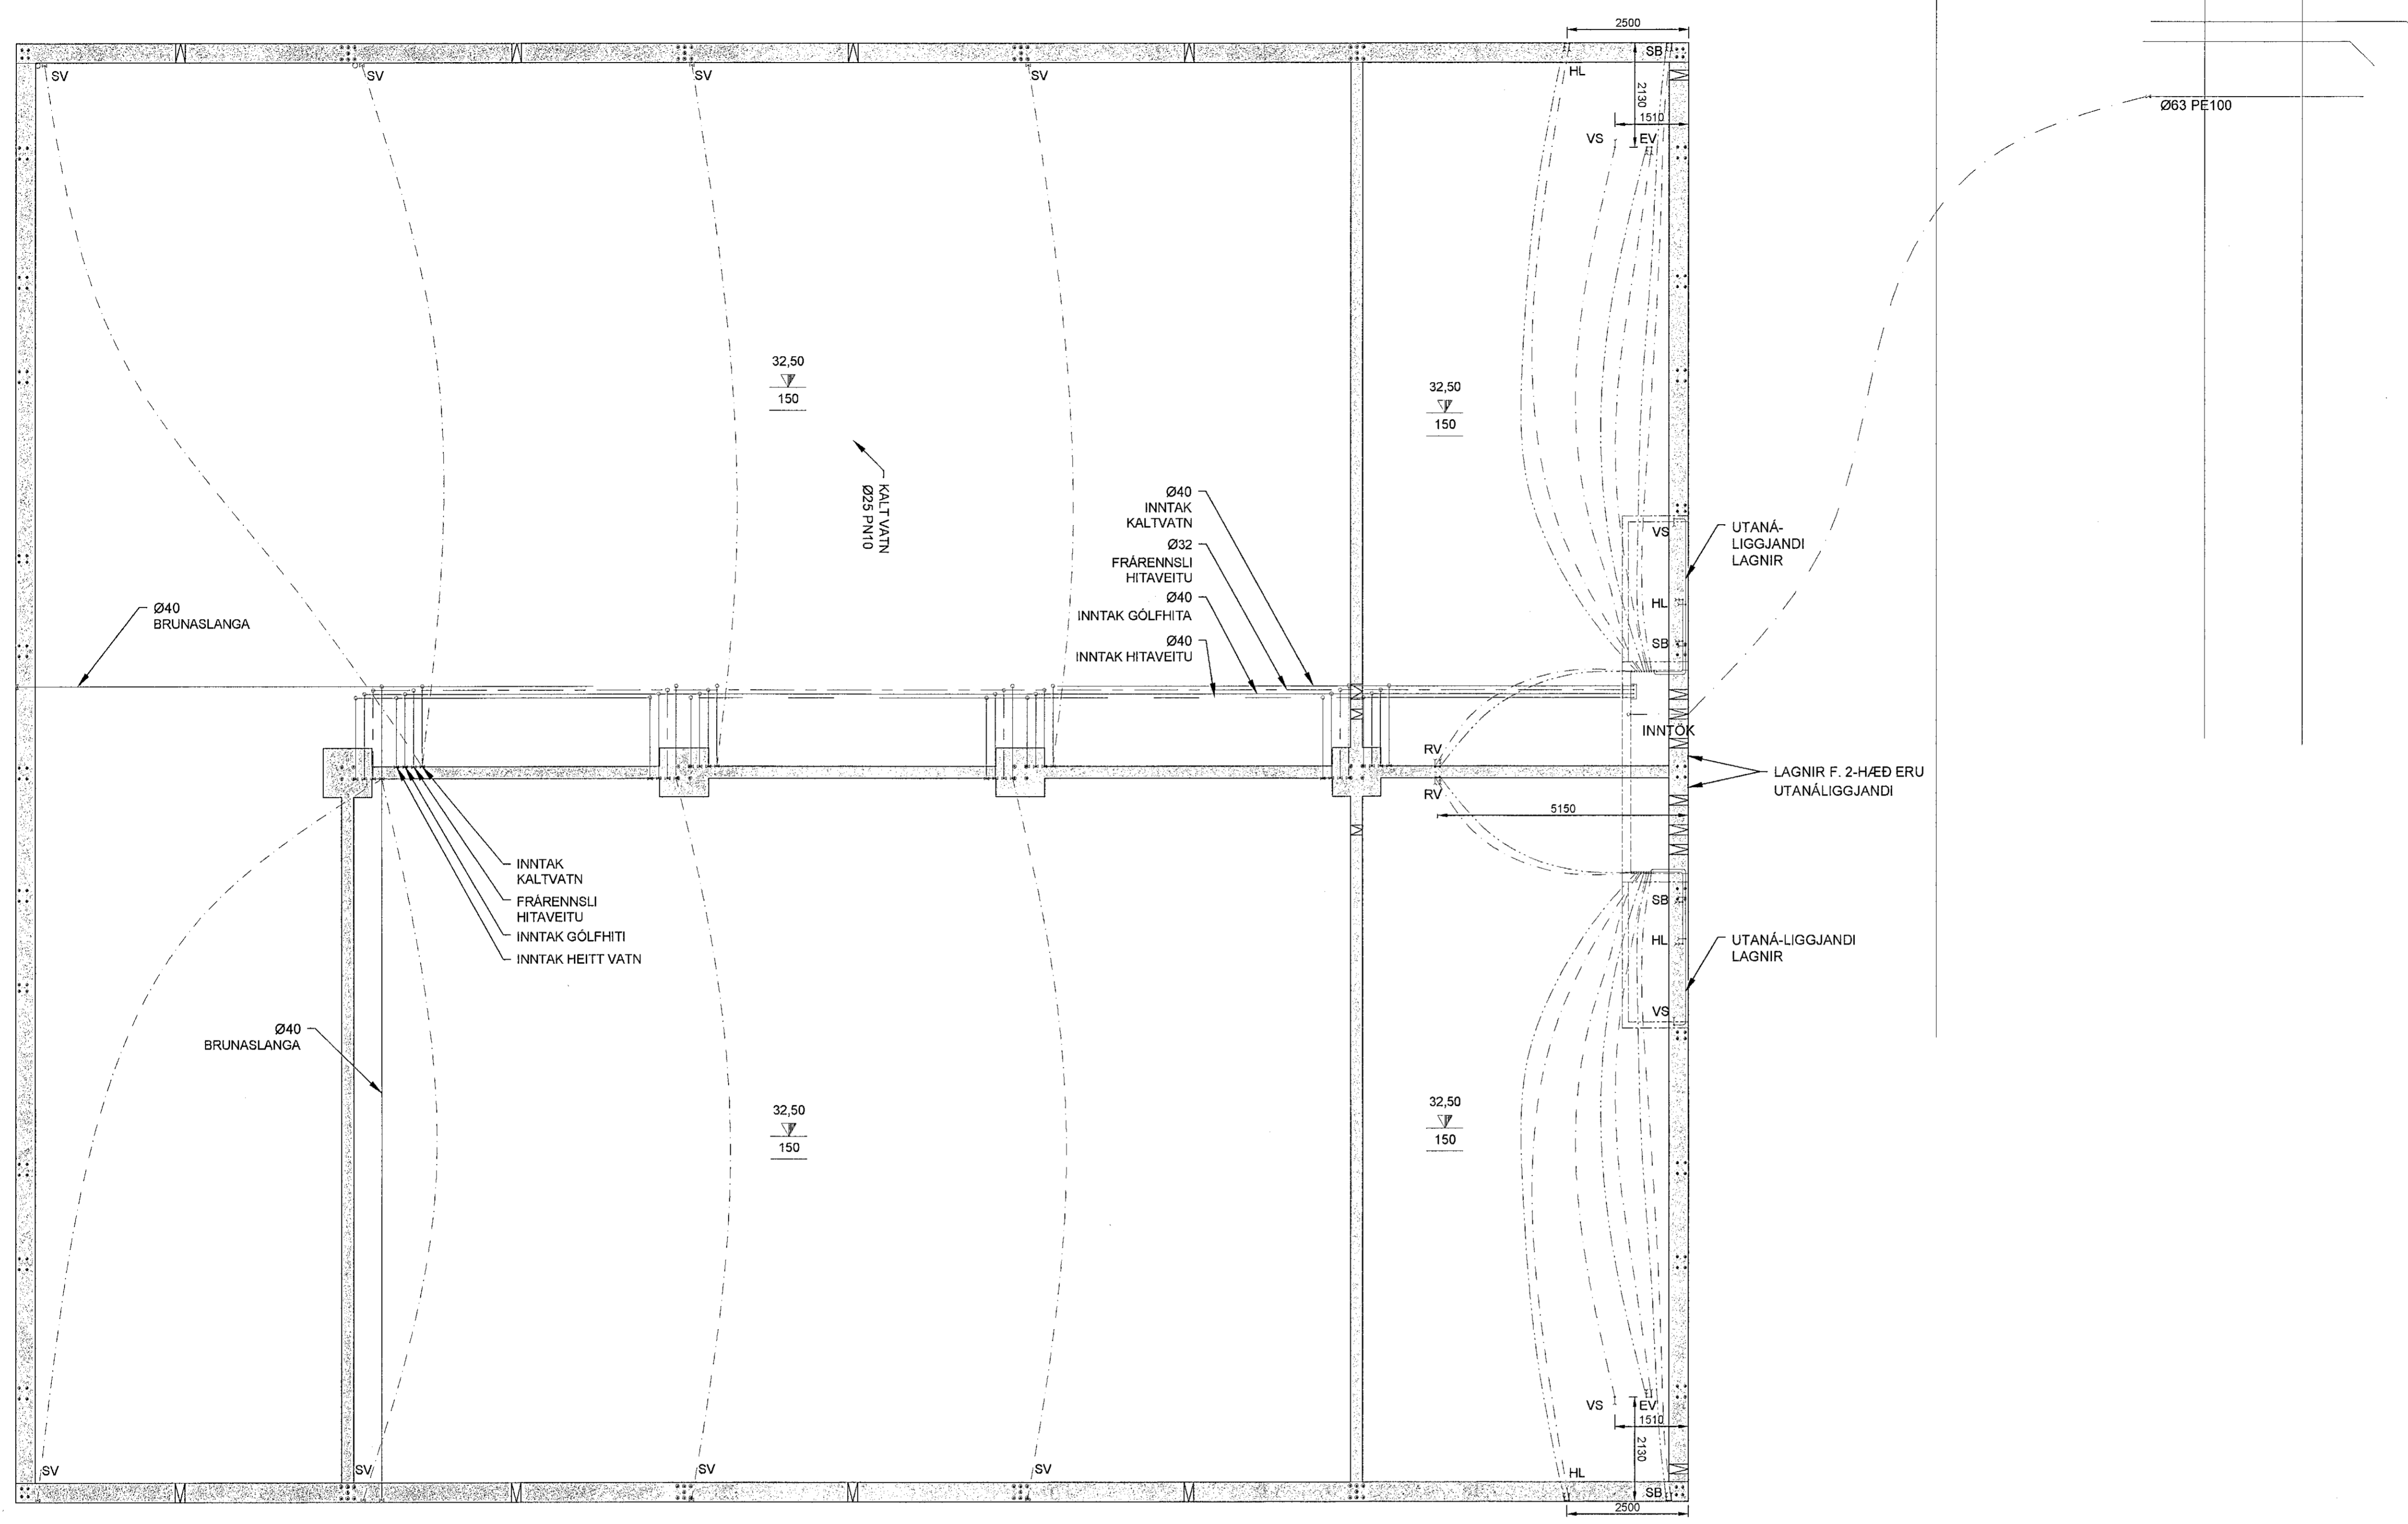 2500
SV
SV
SV
SV
HL
SB
2130
1510
VS
EV
Ø63 PE100
32,50
150
32,50
150
KALT VATN
Ø25 PN10
Ø40
INNTAK
KALTVATN
Ø32
FRÁRENNSLI
HITAVEITU
Ø40
INNTAK GÓLFHITA
Ø40
INNTAK HITAVEITU
VS
HL
SB
UTANÁ-
LIGGJANDI
LAGNIR
Ø40
BRUNASLANGA
INNTÖK
RV
RV
5150
LAGNIR F. 2-HÆÐ ERU
UTANÁLIGGJANDI
INNTAK
KALTVATN
FRÁRENNSLI
HITAVEITU
INNTAK GÓLFHITI
INNTAK HEITT VATN
SB
HL
VS
UTANÁ-LIGGJANDI
LAGNIR
Ø40
BRUNASLANGA
32,50
150
32,50
150
VS
EV
1510
2130
SV
SV
SV
SV
HL
SB
2500